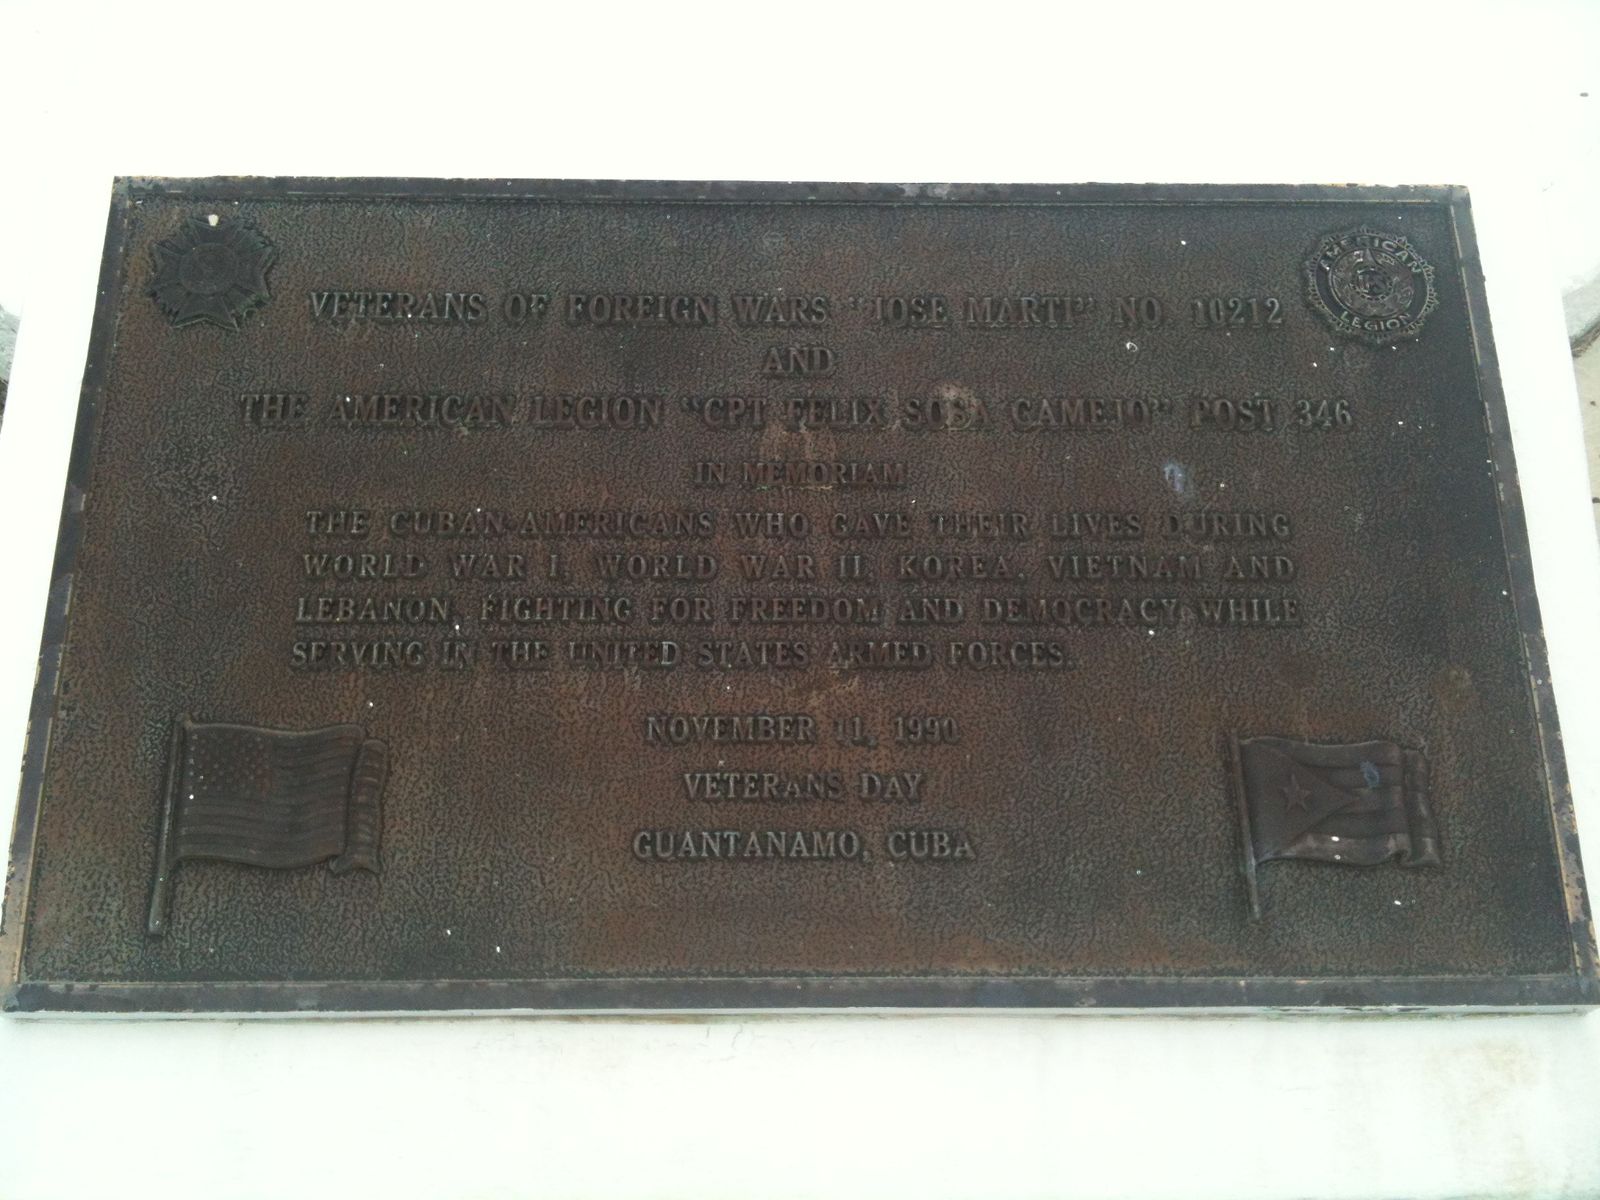 VETERANS OF FOREIGN WARS "JOSE MARTI" NO. 10212
AMERICAN
LEGION
AND
THE AMERICAN LEGION "CPT FELIX SOSA CAMEJO" POST 346
IN MEMORIAM
THE CUBAN-AMERICANS WHO GAVE THEIR LIVES DURING
WORLD WAR I, WORLD WAR II, KOREA, VIETNAM AND
LEBANON, FIGHTING FOR FREEDOM AND DEMOCRACY WHILE
SERVING IN THE UNITED STATES ARMED FORCES.
NOVEMBER 11, 1990
VETERANS DAY
GUANTANAMO, CUBA